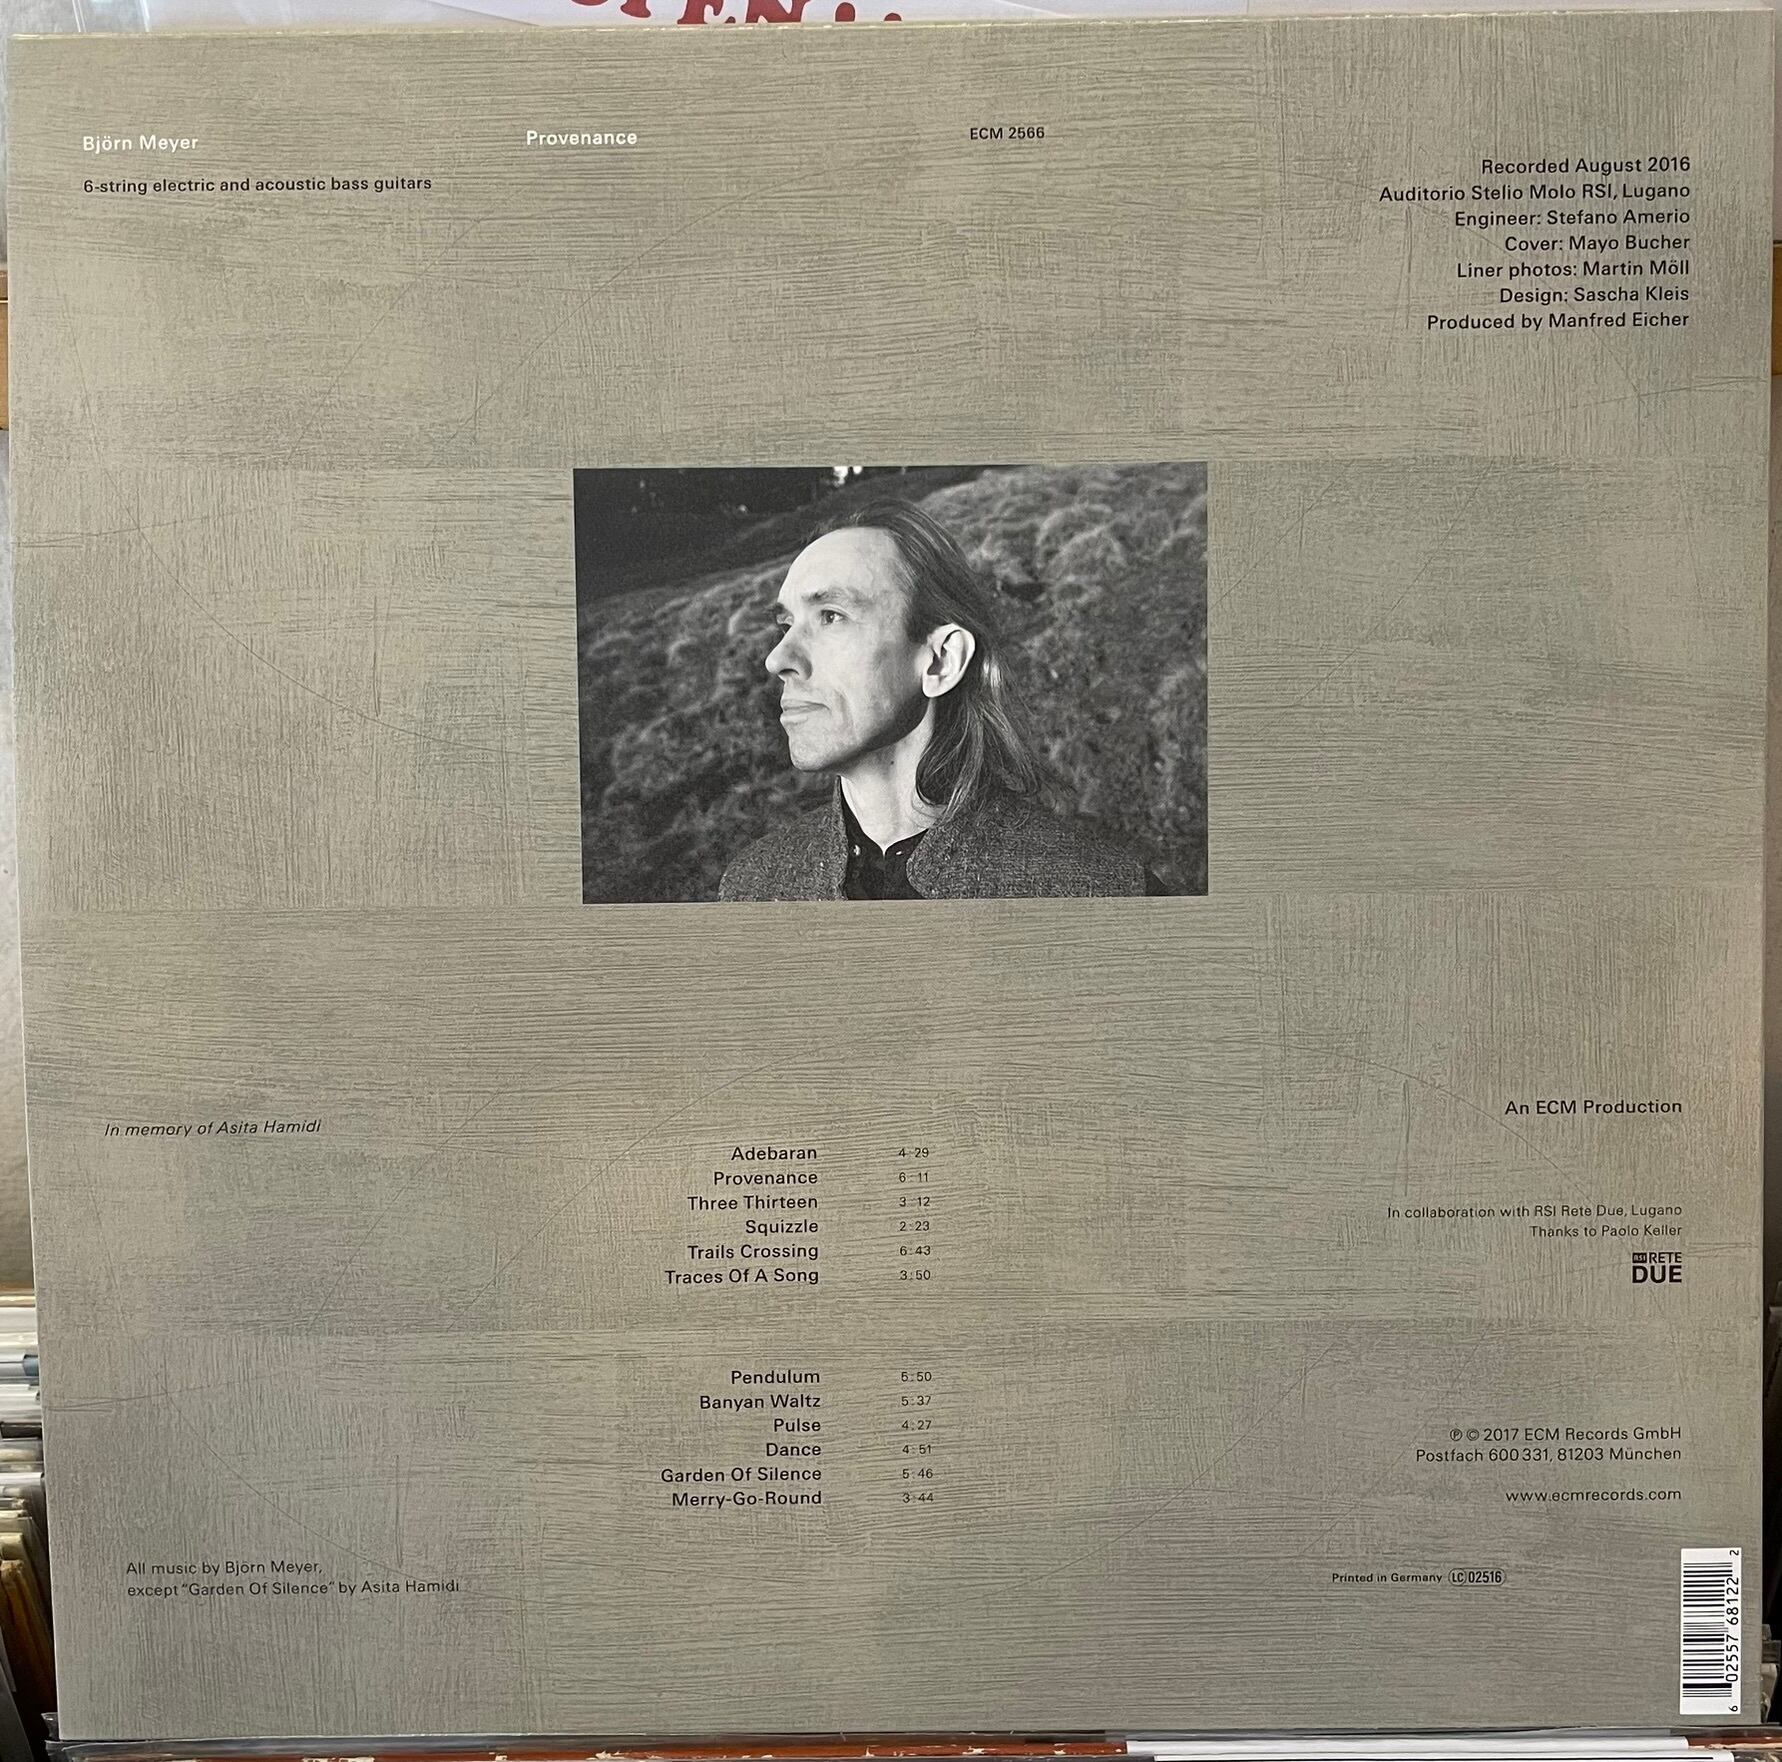 OPEN!!
Björn Meyer
6-string electric and acoustic bass guitars
Provenance
ECM 2566
Recorded August 2016
Auditorio Stelio Molo RSI, Lugano
Engineer: Stefano Amerio
Cover: Mayo Bucher
Liner photos: Martin Möll
Design: Sascha Kleis
Produced by Manfred Eicher
In memory of Asita Hamidi
Adebaran 4:29
Provenance 6:11
Three Thirteen 3:12
Squizzle 2:23
Trails Crossing 6:43
Traces Of A Song 3:50
Pendulum 5:50
Banyan Waltz 5:37
Pulse 4:27
Dance 4:51
Garden Of Silence 5:46
Merry-Go-Round 3:44
All music by Björn Meyer,
except "Garden Of Silence" by Asita Hamidi
An ECM Production
In collaboration with RSI Rete Due, Lugano
Thanks to Paolo Keller
RSI RETE
DUE
℗ © 2017 ECM Records GmbH
Postfach 600 331, 81203 München
www.ecmrecords.com
Printed in Germany LC 02516
6 02557 68122 2